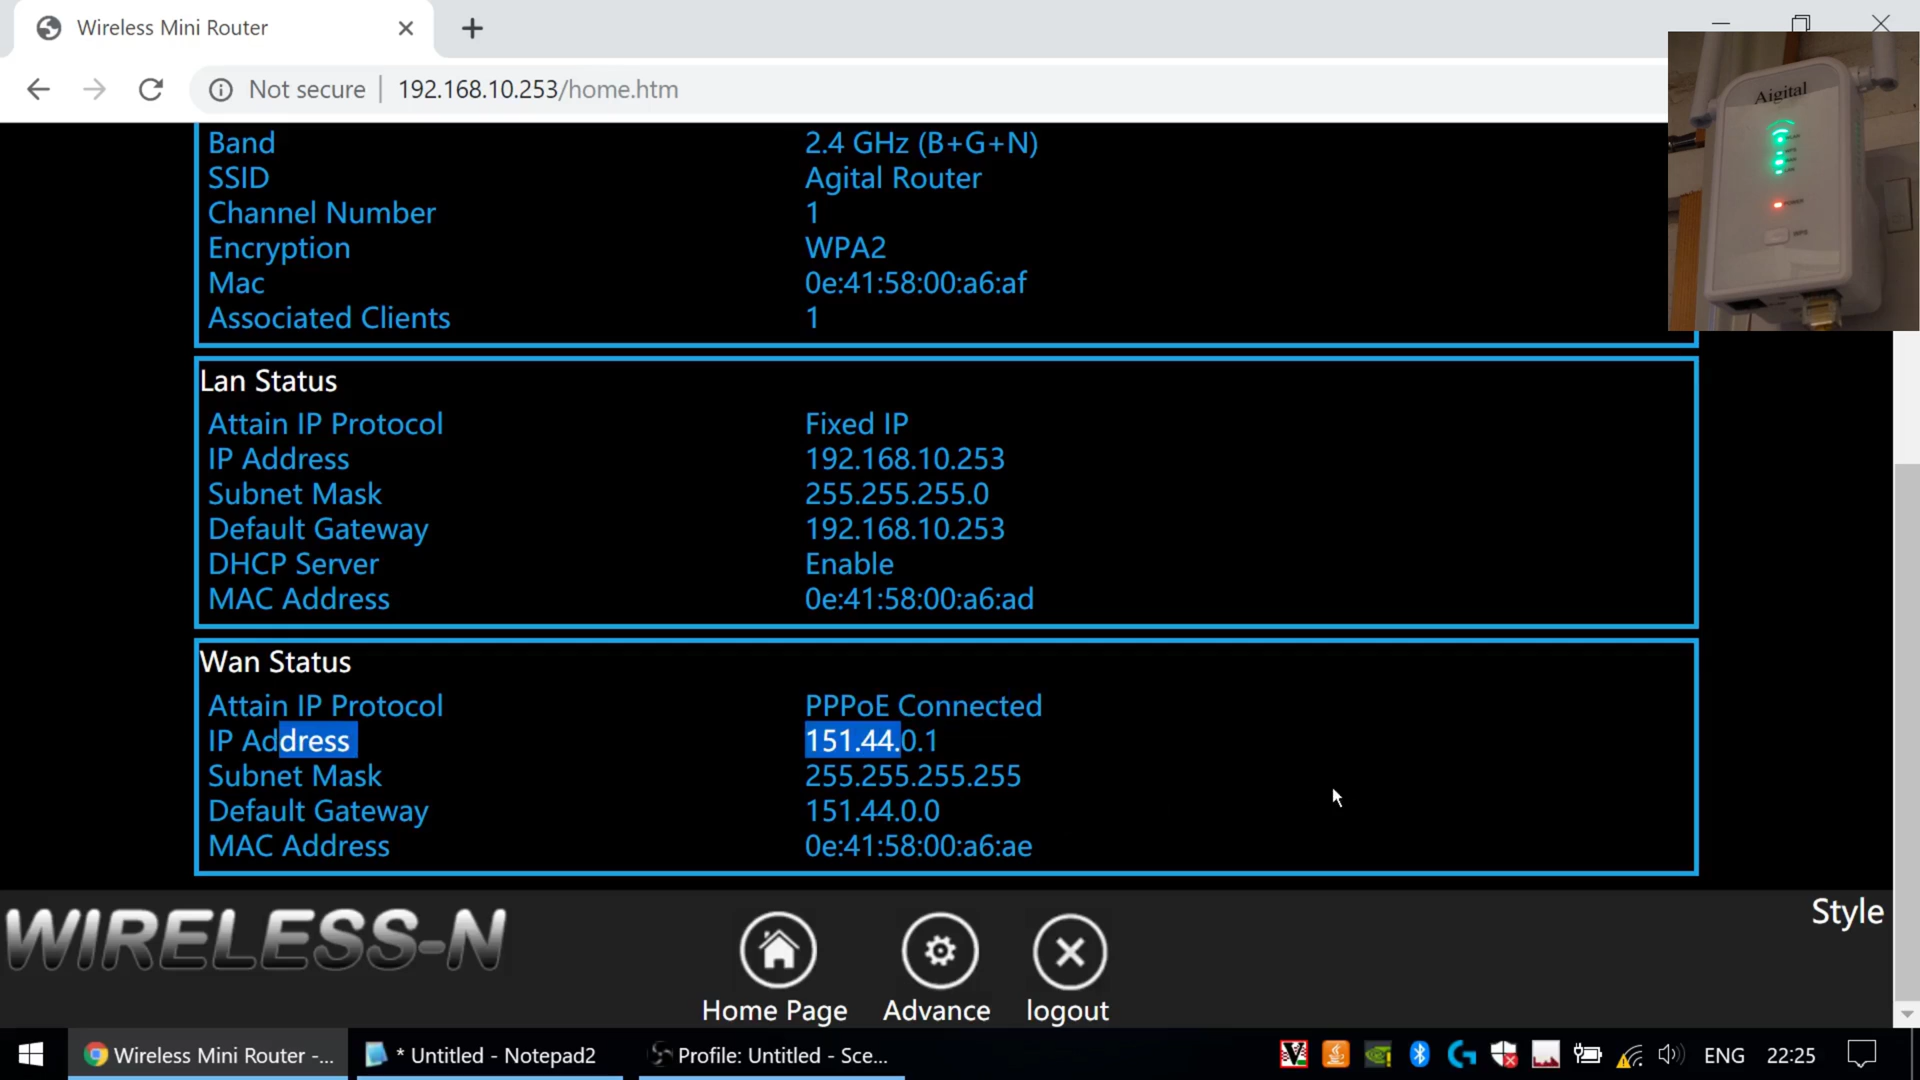 Wireless Mini Router
Not secure 192.168.10.253/home.htm
Aigital
POWER
WPS
Band 2.4 GHz (B+G+N)
SSID Agital Router
Channel Number 1
Encryption WPA2
Mac 0e:41:58:00:a6:af
Associated Clients 1
Lan Status
Attain IP Protocol Fixed IP
IP Address 192.168.10.253
Subnet Mask 255.255.255.0
Default Gateway 192.168.10.253
DHCP Server Enable
MAC Address 0e:41:58:00:a6:ad
Wan Status
Attain IP Protocol PPPoE Connected
IP Address 151.44.0.1
Subnet Mask 255.255.255.255
Default Gateway 151.44.0.0
MAC Address 0e:41:58:00:a6:ae
WIRELESS-N
Style
Home Page Advance logout
Wireless Mini Router -... * Untitled - Notepad2 Profile: Untitled - Sce... ENG 22:25